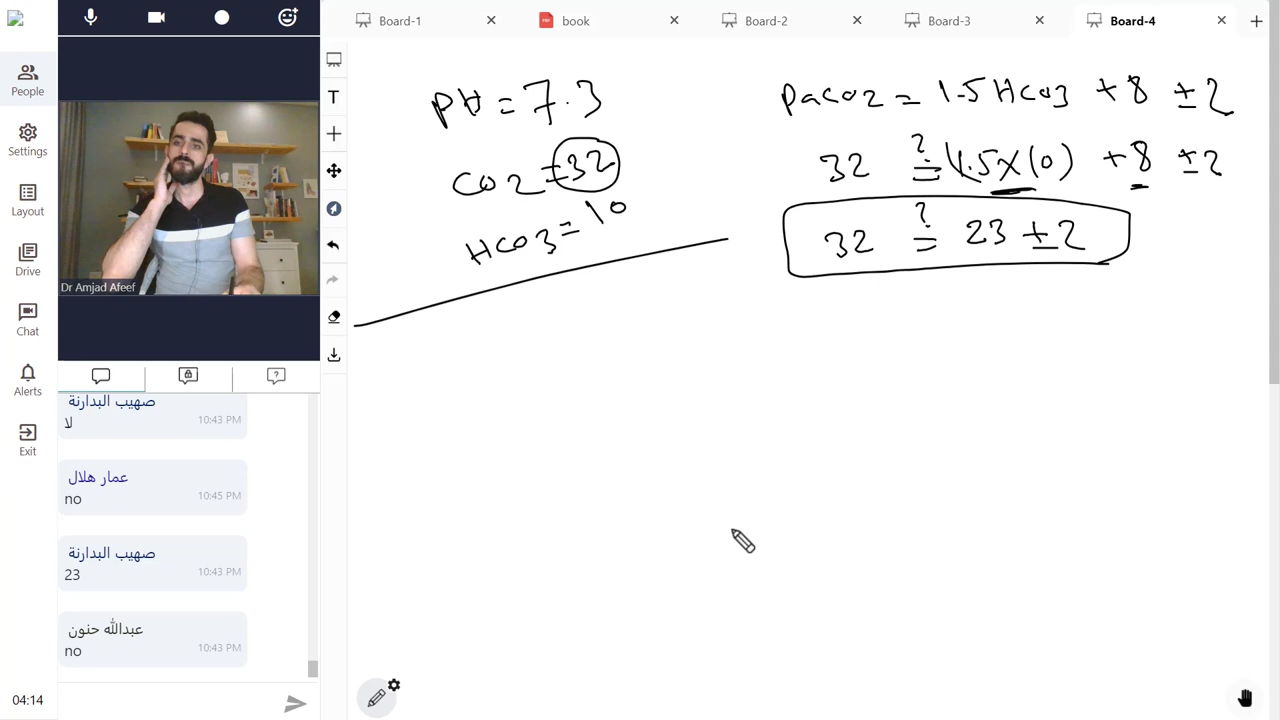 Board-1
book
Board-2
Board-3
Board-4
People
Settings
Layout
Drive
Chat
Alerts
Exit
04:14
Dr Amjad Afeef
صهيب البدارنة
لا
10:43 PM
عمار هلال
no
10:45 PM
صهيب البدارنة
23
10:43 PM
عبدالله حنون
no
10:43 PM
PH = 7.3
CO2 = 32
HCO3 = 10
PaCO2 = 1.5 HCO3 + 8 ± 2
32 ≟ 1.5 × (10) + 8 ± 2
32 ≟ 23 ± 2